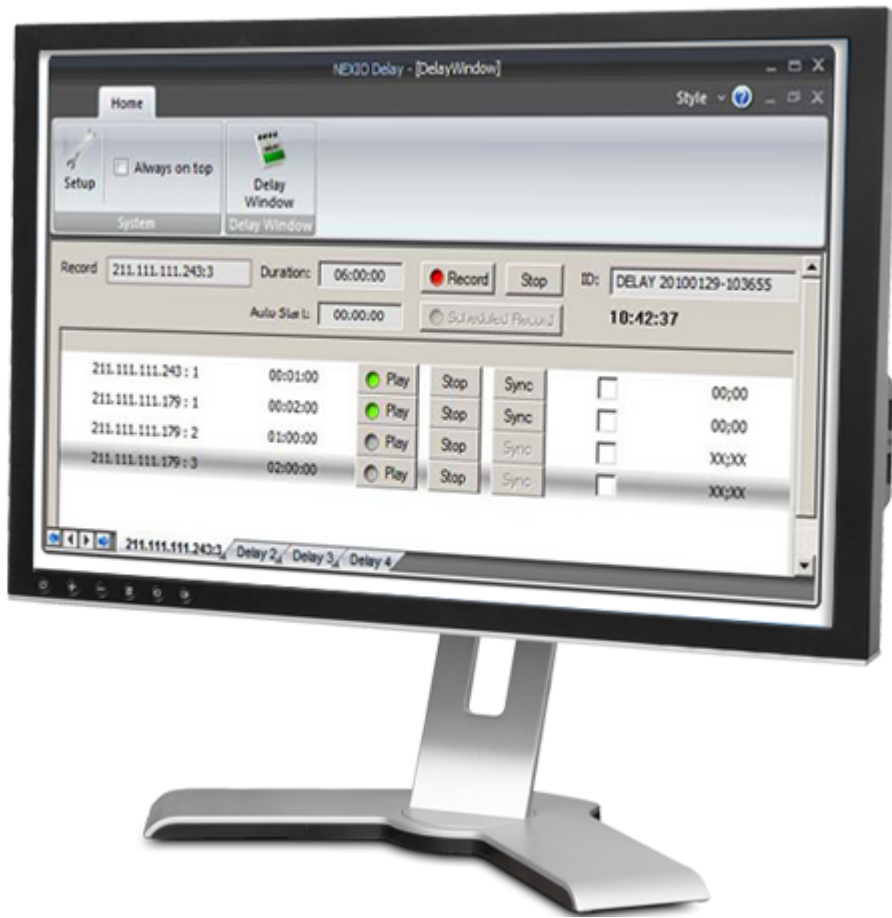 NEXIO Delay - [DelayWindow]
Home
Style
Setup
Always on top
Delay
Window
System
Delay Window
Record 211.111.111.243:3 Duration: 06:00:00 Record Stop ID: DELAY 20100129-103655
Auto Start: 00:00:00 Scheduled Record 10:42:37
211.111.111.243 : 1 00:01:00 Play Stop Sync 00;00
211.111.111.179 : 1 00:02:00 Play Stop Sync 00;00
211.111.111.179 : 2 01:00:00 Play Stop Sync XX;XX
211.111.111.179 : 3 02:00:00 Play Stop Sync XX;XX
211.111.111.243:3 Delay 2 Delay 3 Delay 4